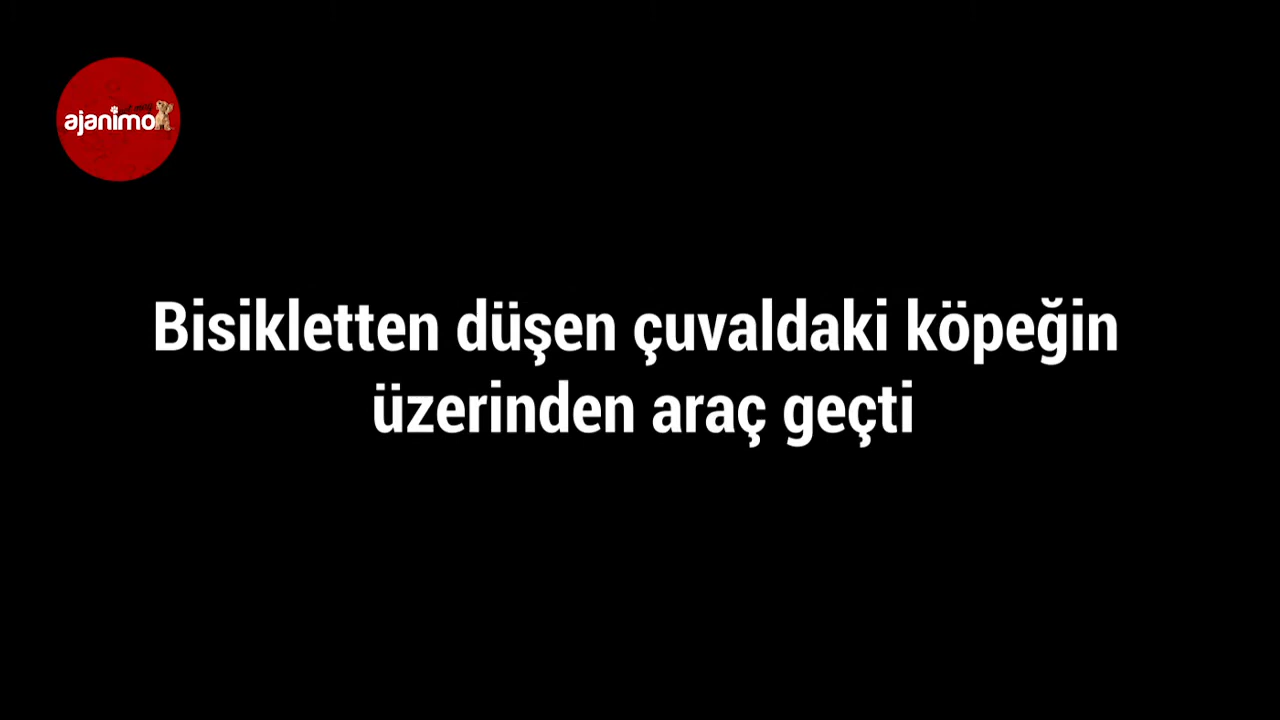 ajanimo
Bisikletten düşen çuvaldaki köpeğin
üzerinden araç geçti